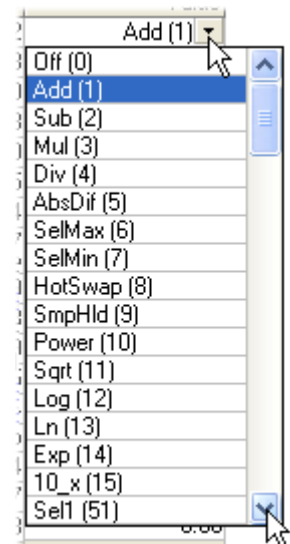 Add (1)
Off (0)
Add (1)
Sub (2)
Mul (3)
Div (4)
AbsDif (5)
SelMax (6)
SelMin (7)
HotSwap (8)
SmpHld (9)
Power (10)
Sqrt (11)
Log (12)
Ln (13)
Exp (14)
10_x (15)
Sel1 (51)